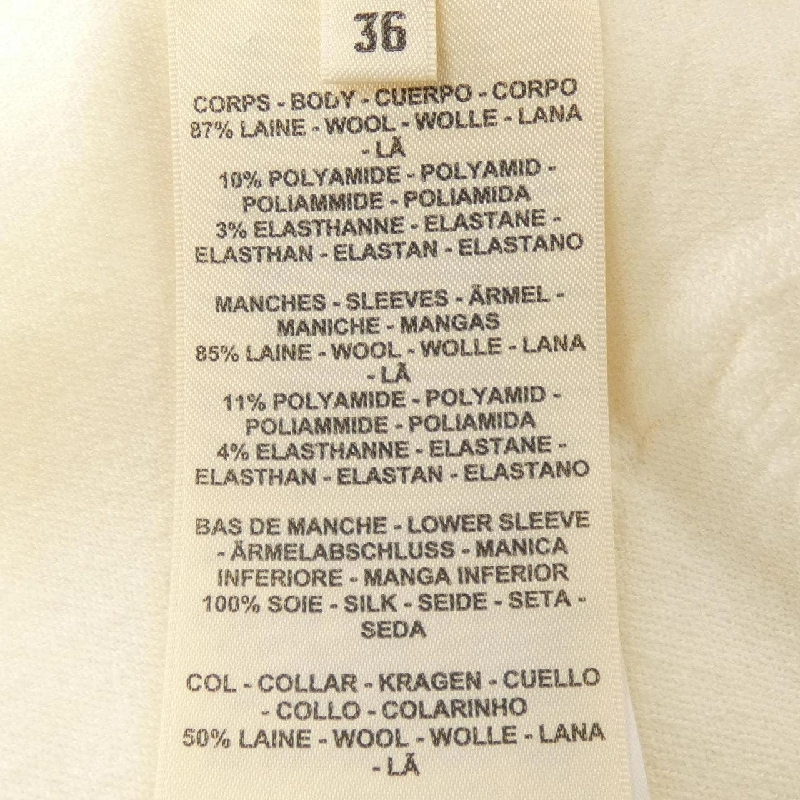 36
CORPS - BODY - CUERPO - CORPO
87% LAINE - WOOL - WOLLE - LANA
- LÃ
10% POLYAMIDE - POLYAMID -
POLIAMMIDE - POLIAMIDA
3% ELASTHANNE - ELASTANE -
ELASTHAN - ELASTAN - ELASTANO
MANCHES - SLEEVES - ÄRMEL -
MANICHE - MANGAS
85% LAINE - WOOL - WOLLE - LANA
- LÃ
11% POLYAMIDE - POLYAMID -
POLIAMMIDE - POLIAMIDA
4% ELASTHANNE - ELASTANE -
ELASTHAN - ELASTAN - ELASTANO
BAS DE MANCHE - LOWER SLEEVE
- ÄRMELABSCHLUSS - MANICA
INFERIORE - MANGA INFERIOR
100% SOIE - SILK - SEIDE - SETA -
SEDA
COL - COLLAR - KRAGEN - CUELLO
- COLLO - COLARINHO
50% LAINE - WOOL - WOLLE - LANA
- LÃ